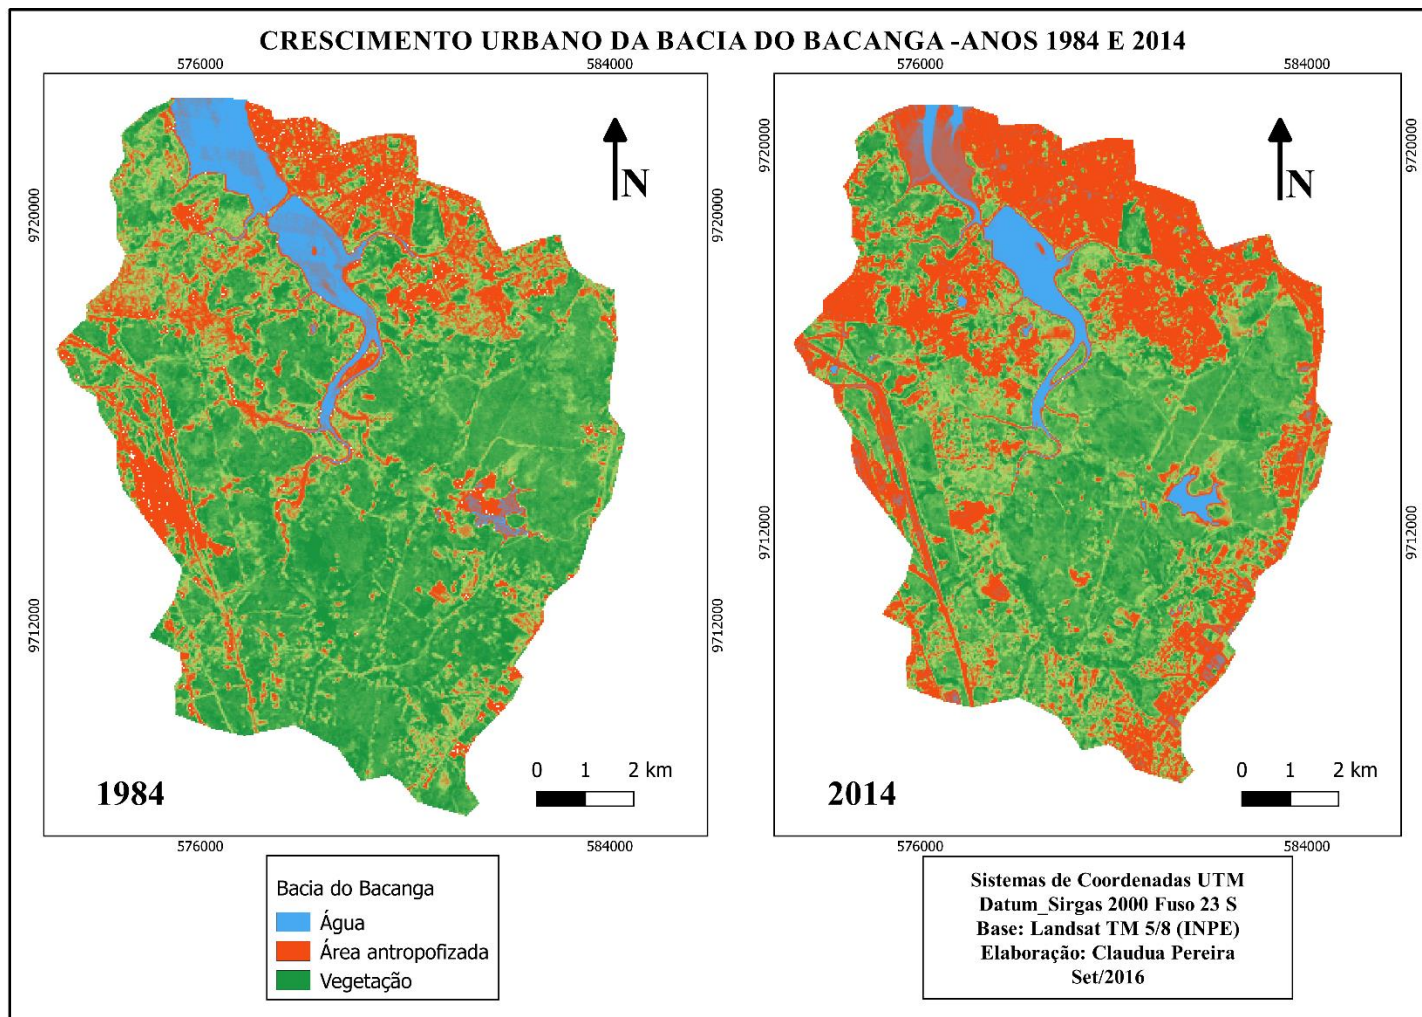 CRESCIMENTO URBANO DA BACIA DO BACANGA -ANOS 1984 E 2014
576000 584000
576000 584000
9720000
9720000
9720000
9720000
N
N
9712000
9712000
9712000
9712000
1984
0 1 2 km
2014
0 1 2 km
576000 584000
576000 584000
Bacia do Bacanga
Água
Área antropofizada
Vegetação
Sistemas de Coordenadas UTM
Datum_Sirgas 2000 Fuso 23 S
Base: Landsat TM 5/8 (INPE)
Elaboração: Claudua Pereira
Set/2016